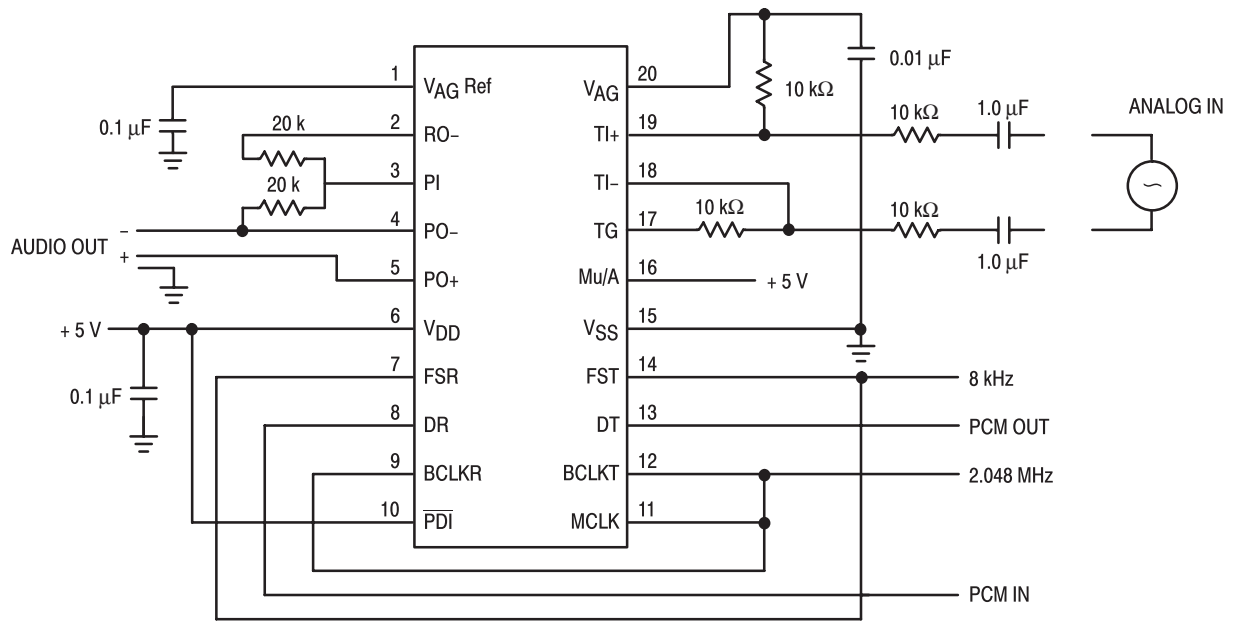 1
V_AG Ref
0.1 μF
2
RO–
20 k
3
PI
20 k
4
PO–
AUDIO OUT
–
+
5
PO+
6
V_DD
+ 5 V
7
FSR
0.1 μF
8
DR
9
BCLKR
10
PDI
20
V_AG
10 kΩ
0.01 μF
19
TI+
10 kΩ
1.0 μF
ANALOG IN
18
TI–
17
TG
10 kΩ
10 kΩ
1.0 μF
16
Mu/A
+ 5 V
15
V_SS
14
FST
8 kHz
13
DT
PCM OUT
12
BCLKT
2.048 MHz
11
MCLK
PCM IN